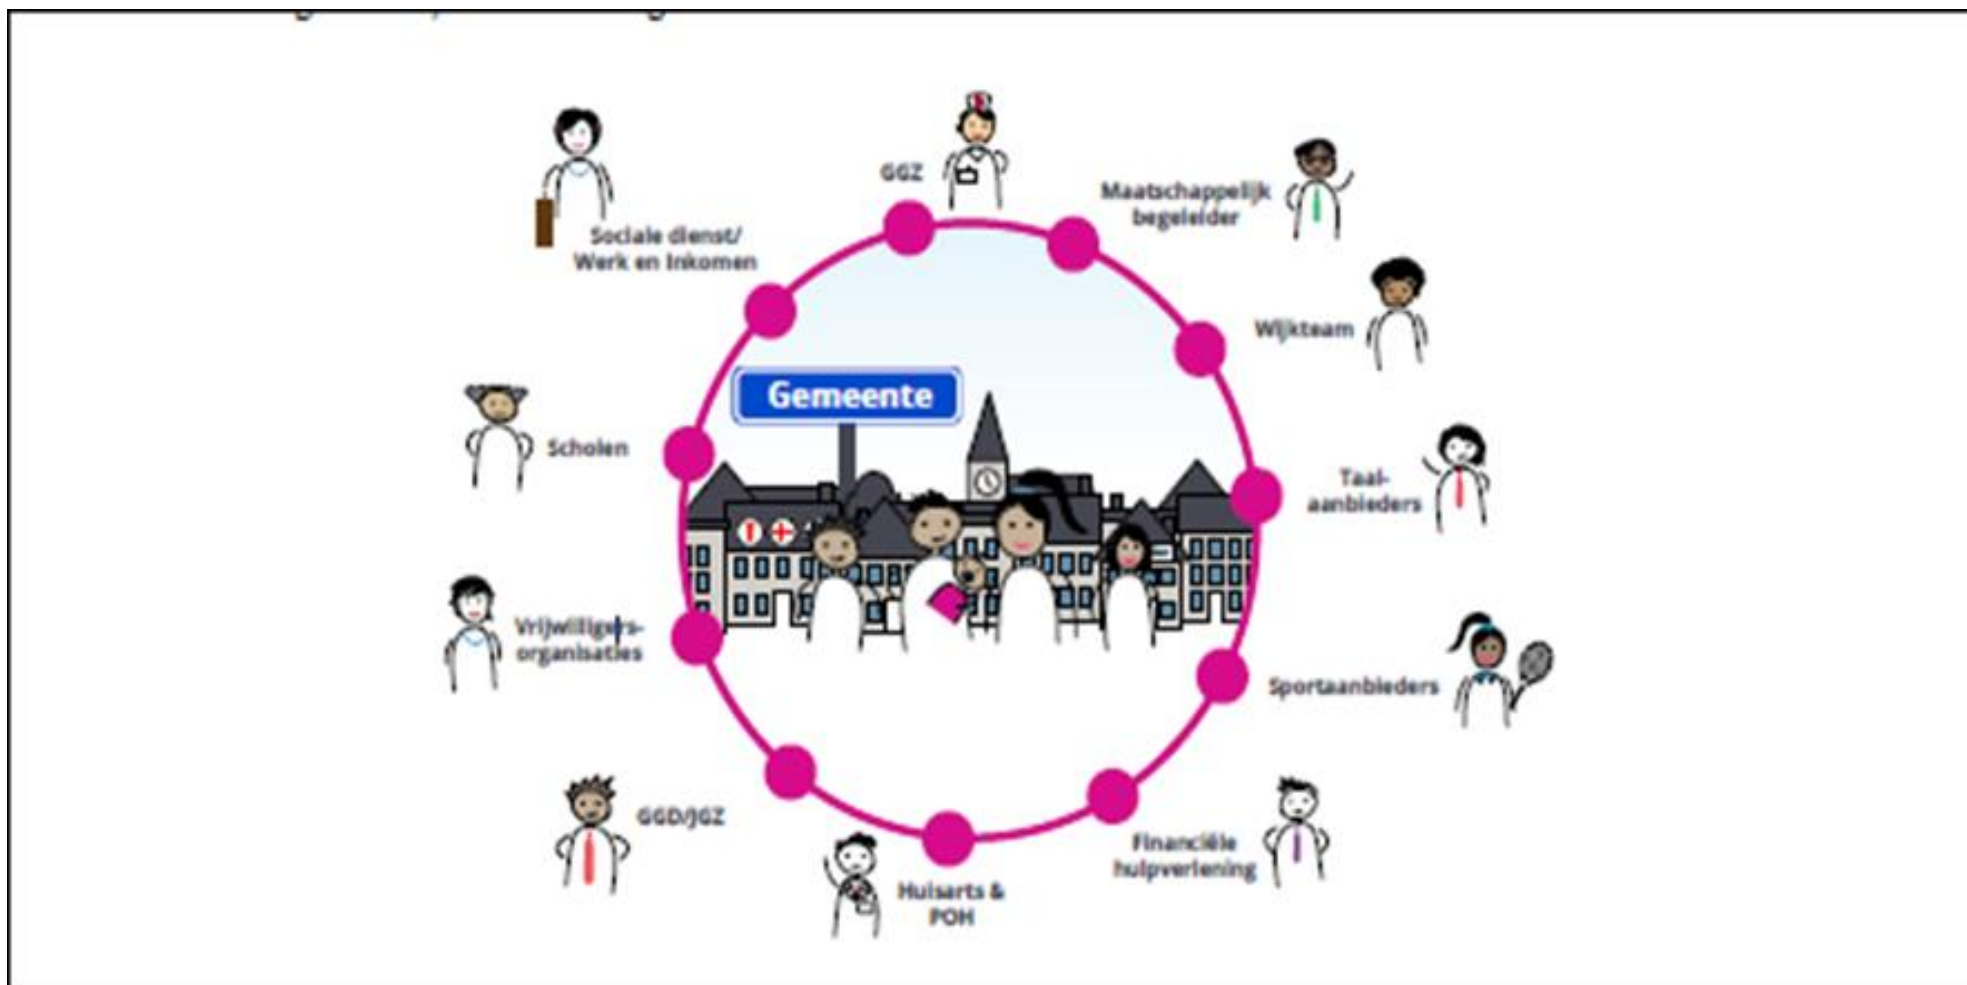 GGZ
Maatschappelijk
begeleider
Sociale dienst/
Werk en Inkomen
Wijkteam
Gemeente
Scholen
Taal-
aanbieders
Vrijwilligers-
organisaties
Sportaanbieders
GGD/JGZ
Financiële
hulpverlening
Huisarts &
POH